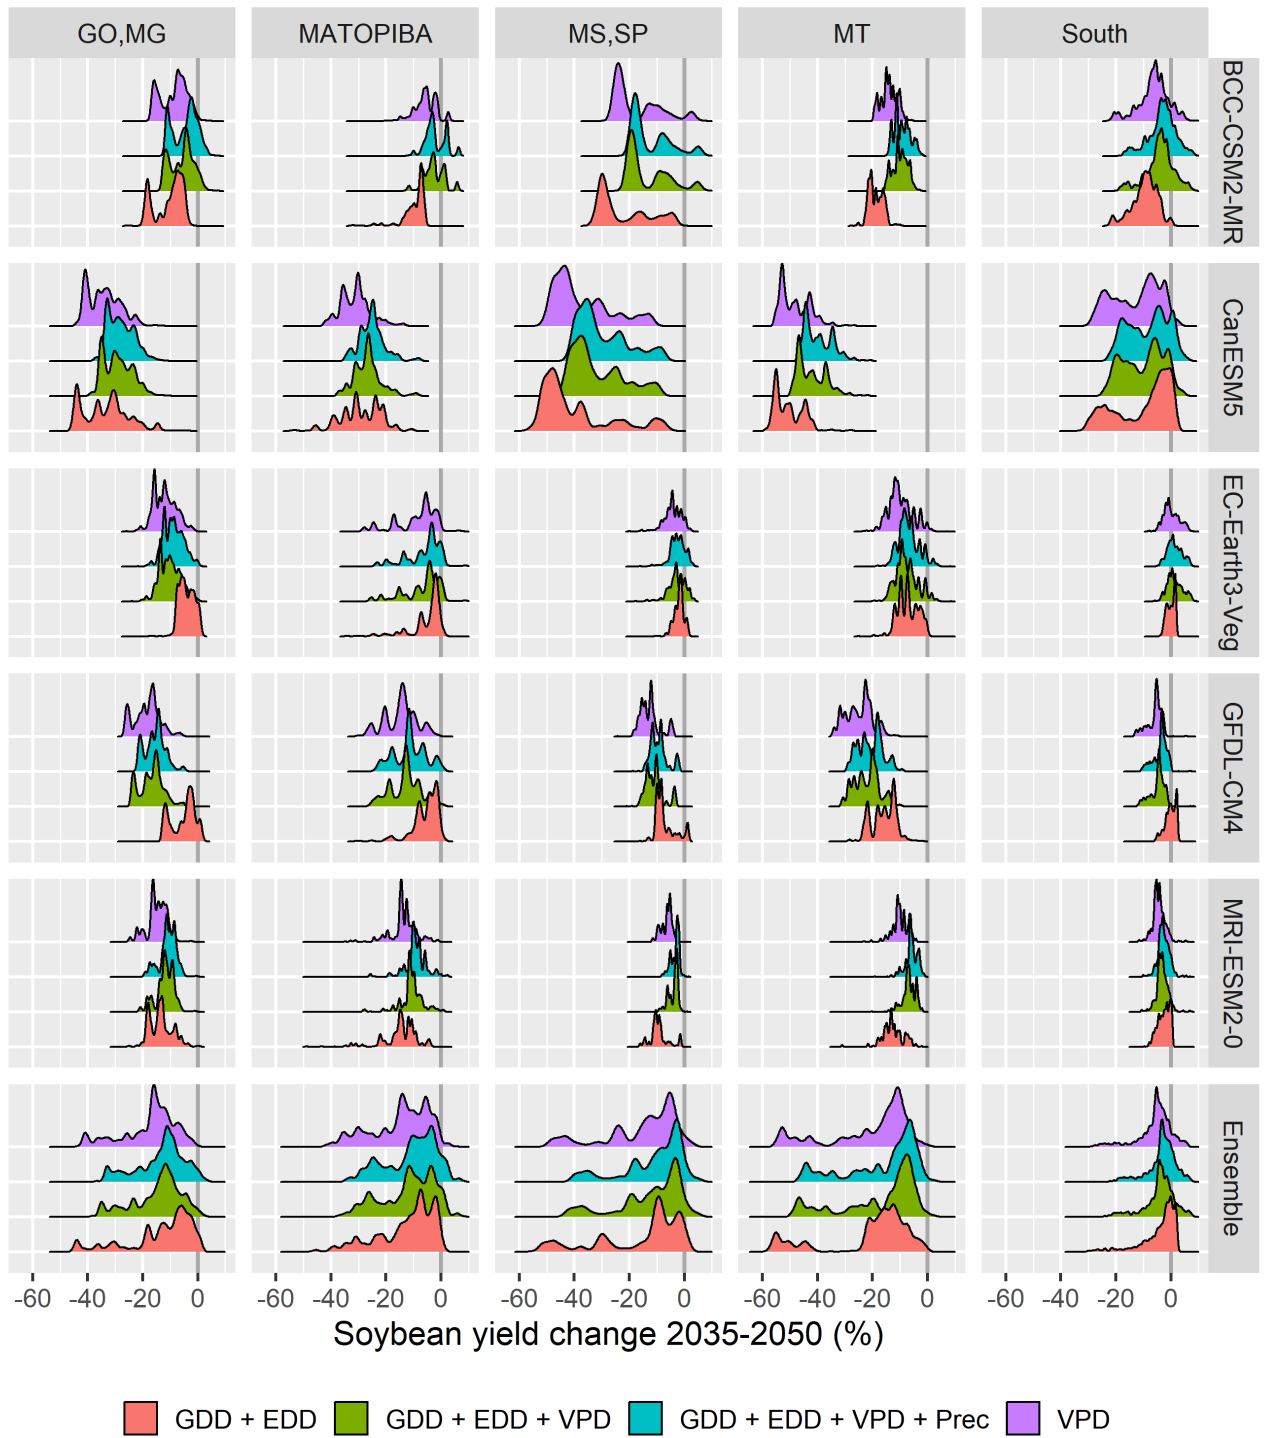 GO,MG MATOPIBA MS,SP MT South
BCC-CSM2-MR
CanESM5
EC-Earth3-Veg
GFDL-CM4
MRI-ESM2-0
Ensemble
-60 -40 -20 0 -60 -40 -20 0 -60 -40 -20 0 -60 -40 -20 0 -60 -40 -20 0
Soybean yield change 2035-2050 (%)
GDD + EDD GDD + EDD + VPD GDD + EDD + VPD + Prec VPD